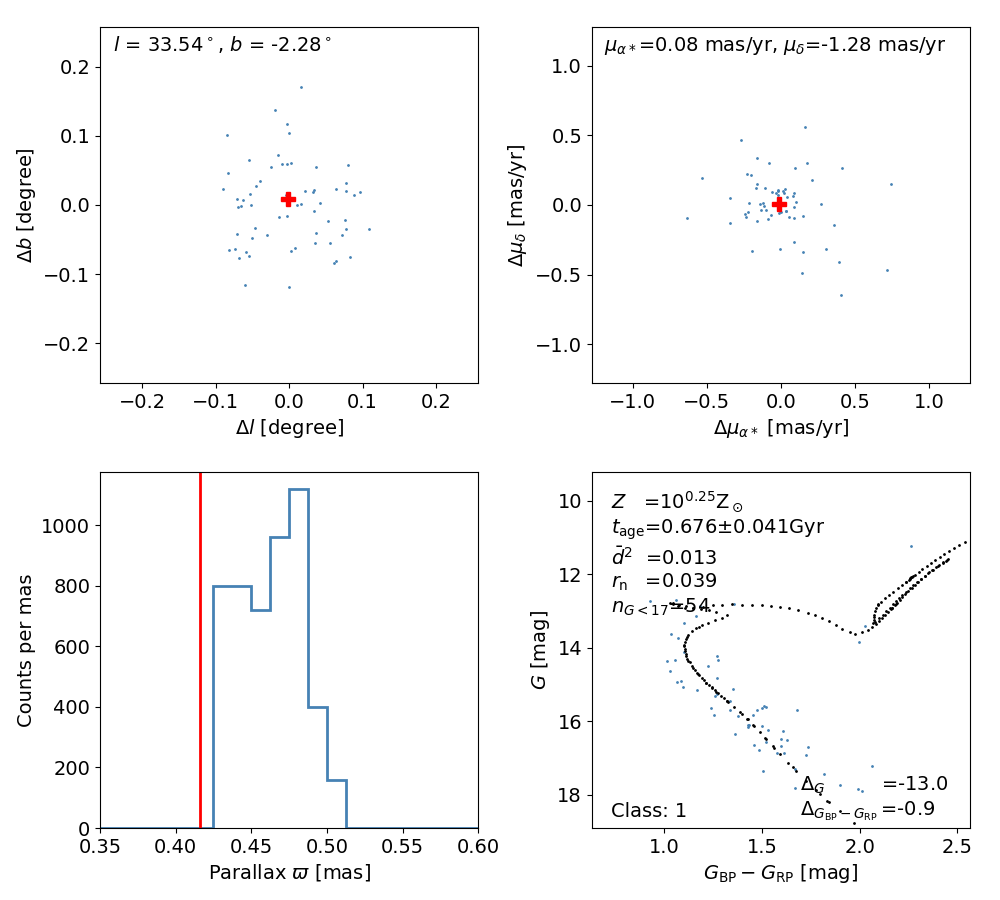 l = 33.54°, b = -2.28°
0.2
0.1
0.0
−0.1
−0.2
Δb [degree]
−0.2 −0.1 0.0 0.1 0.2
Δl [degree]
μα*=0.08 mas/yr, μδ=-1.28 mas/yr
1.0
0.5
0.0
−0.5
−1.0
Δμδ [mas/yr]
−1.0 −0.5 0.0 0.5 1.0
Δμα* [mas/yr]
1000
800
600
400
200
0
Counts per mas
0.35 0.40 0.45 0.50 0.55 0.60
Parallax ϖ [mas]
Z =10^0.25 Z⊙
t_age=0.676±0.041Gyr
d̄² =0.013
r_n =0.039
n_G<17=54
10
12
14
16
18
G [mag]
Δ_G =-13.0
Δ_GBP−GRP =-0.9
Class: 1
1.0 1.5 2.0 2.5
G_BP − G_RP [mag]